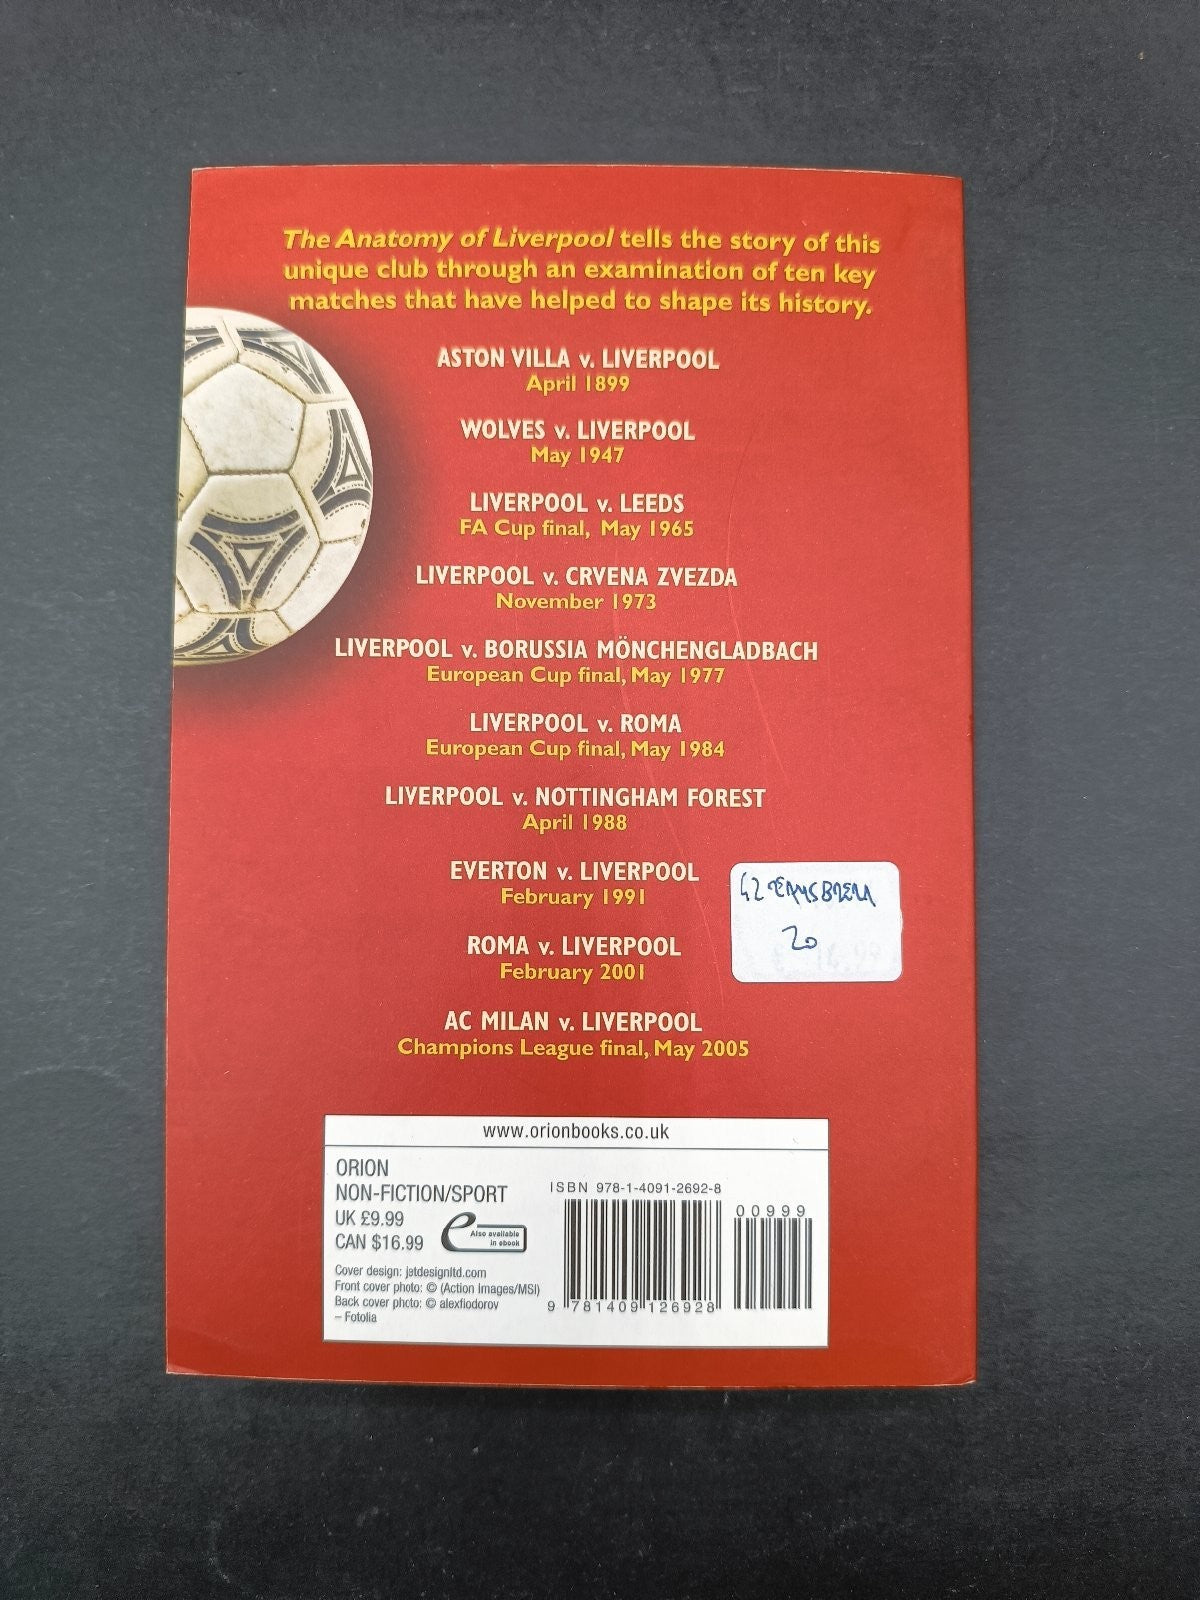 The Anatomy of Liverpool tells the story of this
unique club through an examination of ten key
matches that have helped to shape its history.
ASTON VILLA v. LIVERPOOL
April 1899
WOLVES v. LIVERPOOL
May 1947
LIVERPOOL v. LEEDS
FA Cup final, May 1965
LIVERPOOL v. CRVENA ZVEZDA
November 1973
LIVERPOOL v. BORUSSIA MÖNCHENGLADBACH
European Cup final, May 1977
LIVERPOOL v. ROMA
European Cup final, May 1984
LIVERPOOL v. NOTTINGHAM FOREST
April 1988
EVERTON v. LIVERPOOL
February 1991
ROMA v. LIVERPOOL
February 2001
AC MILAN v. LIVERPOOL
Champions League final, May 2005
20
www.orionbooks.co.uk
ORION
NON-FICTION/SPORT
UK £9.99
CAN $16.99
e Also available
in ebook
Cover design: jstdesignltd.com
Front cover photo: © (Action Images/MSI)
Back cover photo: © alexfiodorov
– Fotolia
ISBN 978-1-4091-2692-8
00999
9 781409 126928